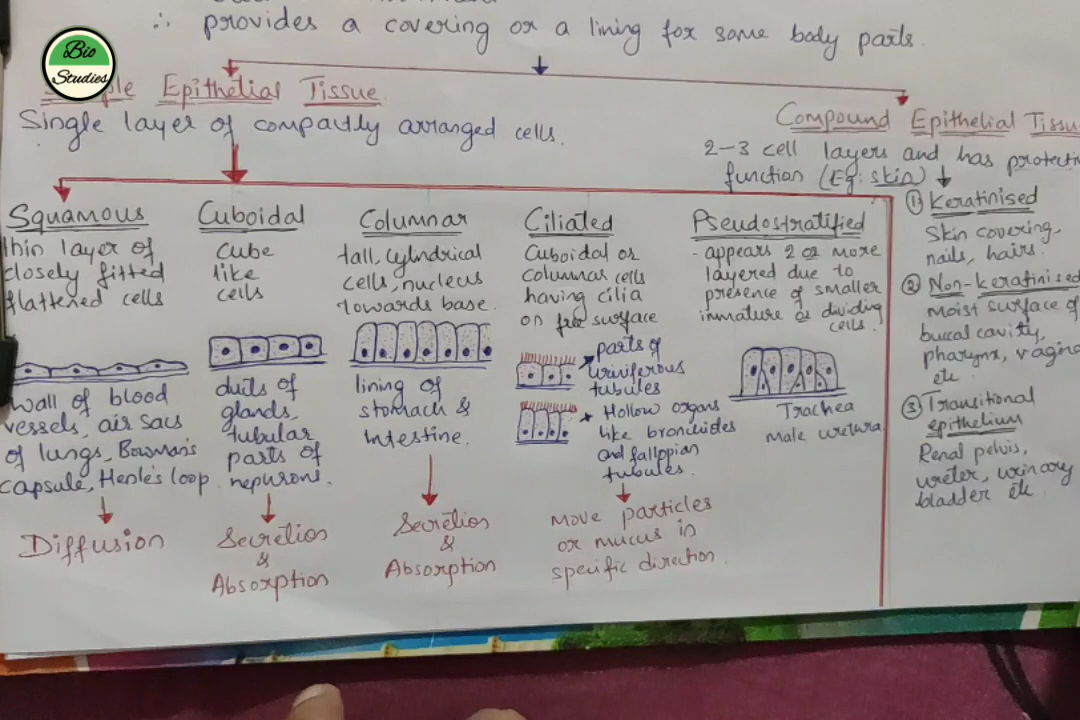 ∴ provides a covering or a lining for some body parts.
Bio
Studies
Simple Epithelial Tissue
Single layer of compactly arranged cells.
Compound Epithelial Tissu
2-3 cell layers and has protecti
function (Eg: skin)
Squamous
thin layer of
closely fitted
flattened cells
wall of blood
vessels, air sacs
of lungs, Bowman's
capsule, Henle's loop
Diffusion
Cuboidal
Cube
like
cells
ducts of
glands,
tubular
parts of
nephrons.
Secretion
&
Absorption
Columnar
tall, cylindrical
cells, nucleus
towards base.
lining of
stomach &
Intestine.
Secretion
&
Absorption
Ciliated
Cuboidal or
columnar cells
having cilia
on free surface
parts of
uriniferous
tubules
* Hollow organs
like bronchioles
and fallopian
tubules.
Move particles
or mucus in
specific direction.
Pseudostratified
- appears 2 or more
layered due to
presence of smaller
immature or dividing
cells.
Trachea
male uretura
① Keratinised
Skin covering,
nails, hairs.
② Non-keratinised
Moist surface of
buccal cavity,
pharynx, vagina
etc
③ Transitional
epithelium
Renal pelvis,
ureter, urinary
bladder etc